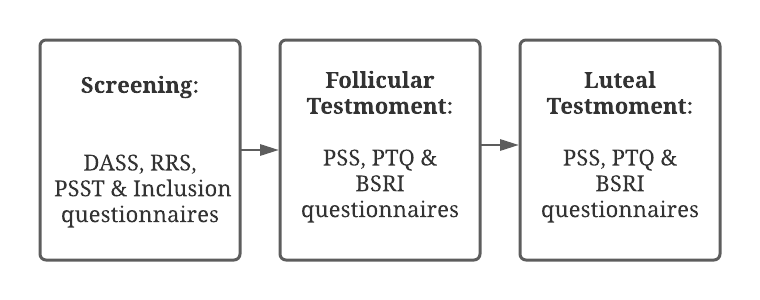 Screening:
DASS, RRS,
PSST & Inclusion
questionnaires
Follicular
Testmoment:
PSS, PTQ &
BSRI
questionnaires
Luteal
Testmoment:
PSS, PTQ &
BSRI
questionnaires